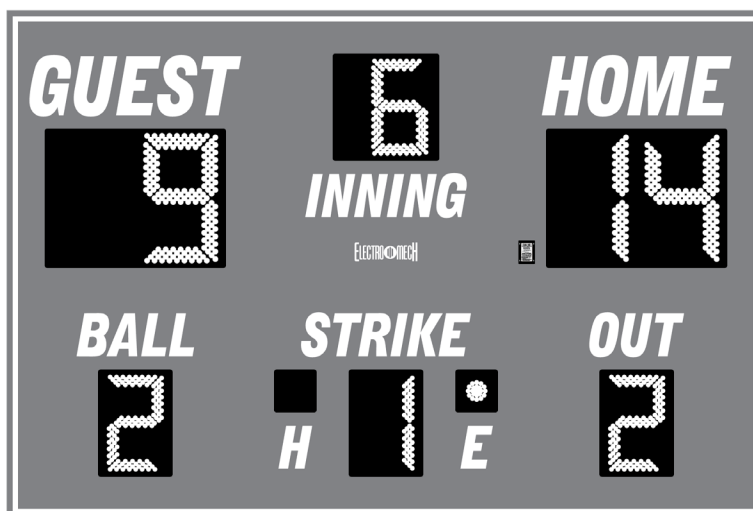 GUEST
6
HOME
9
INNING
14
ELECTRO MECH
BALL
STRIKE
OUT
2
1
2
H
E